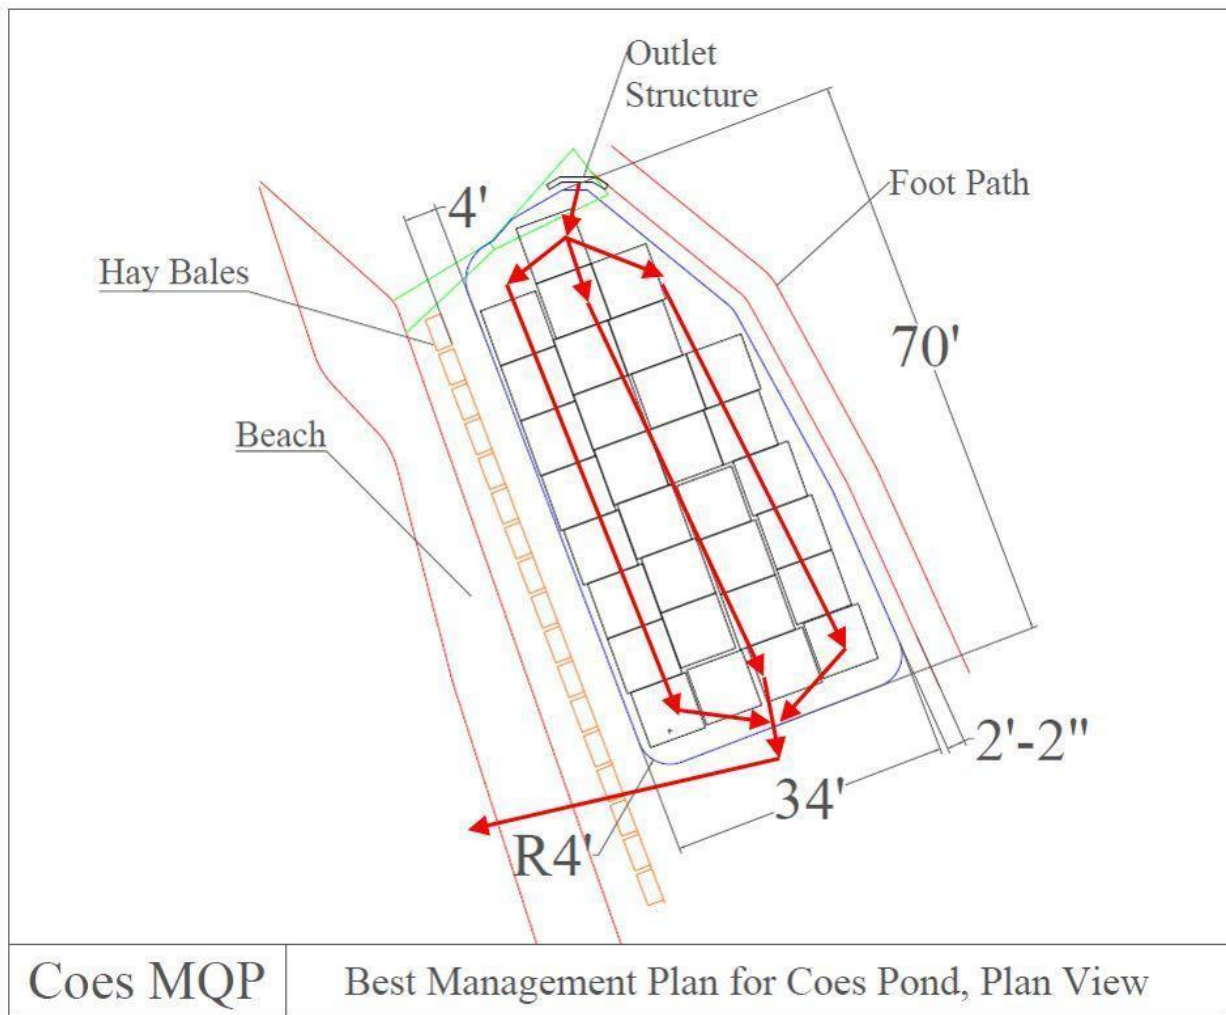 Outlet
Structure
Foot Path
4'
Hay Bales
70'
Beach
2'-2"
34'
R4'
Coes MQP
Best Management Plan for Coes Pond, Plan View